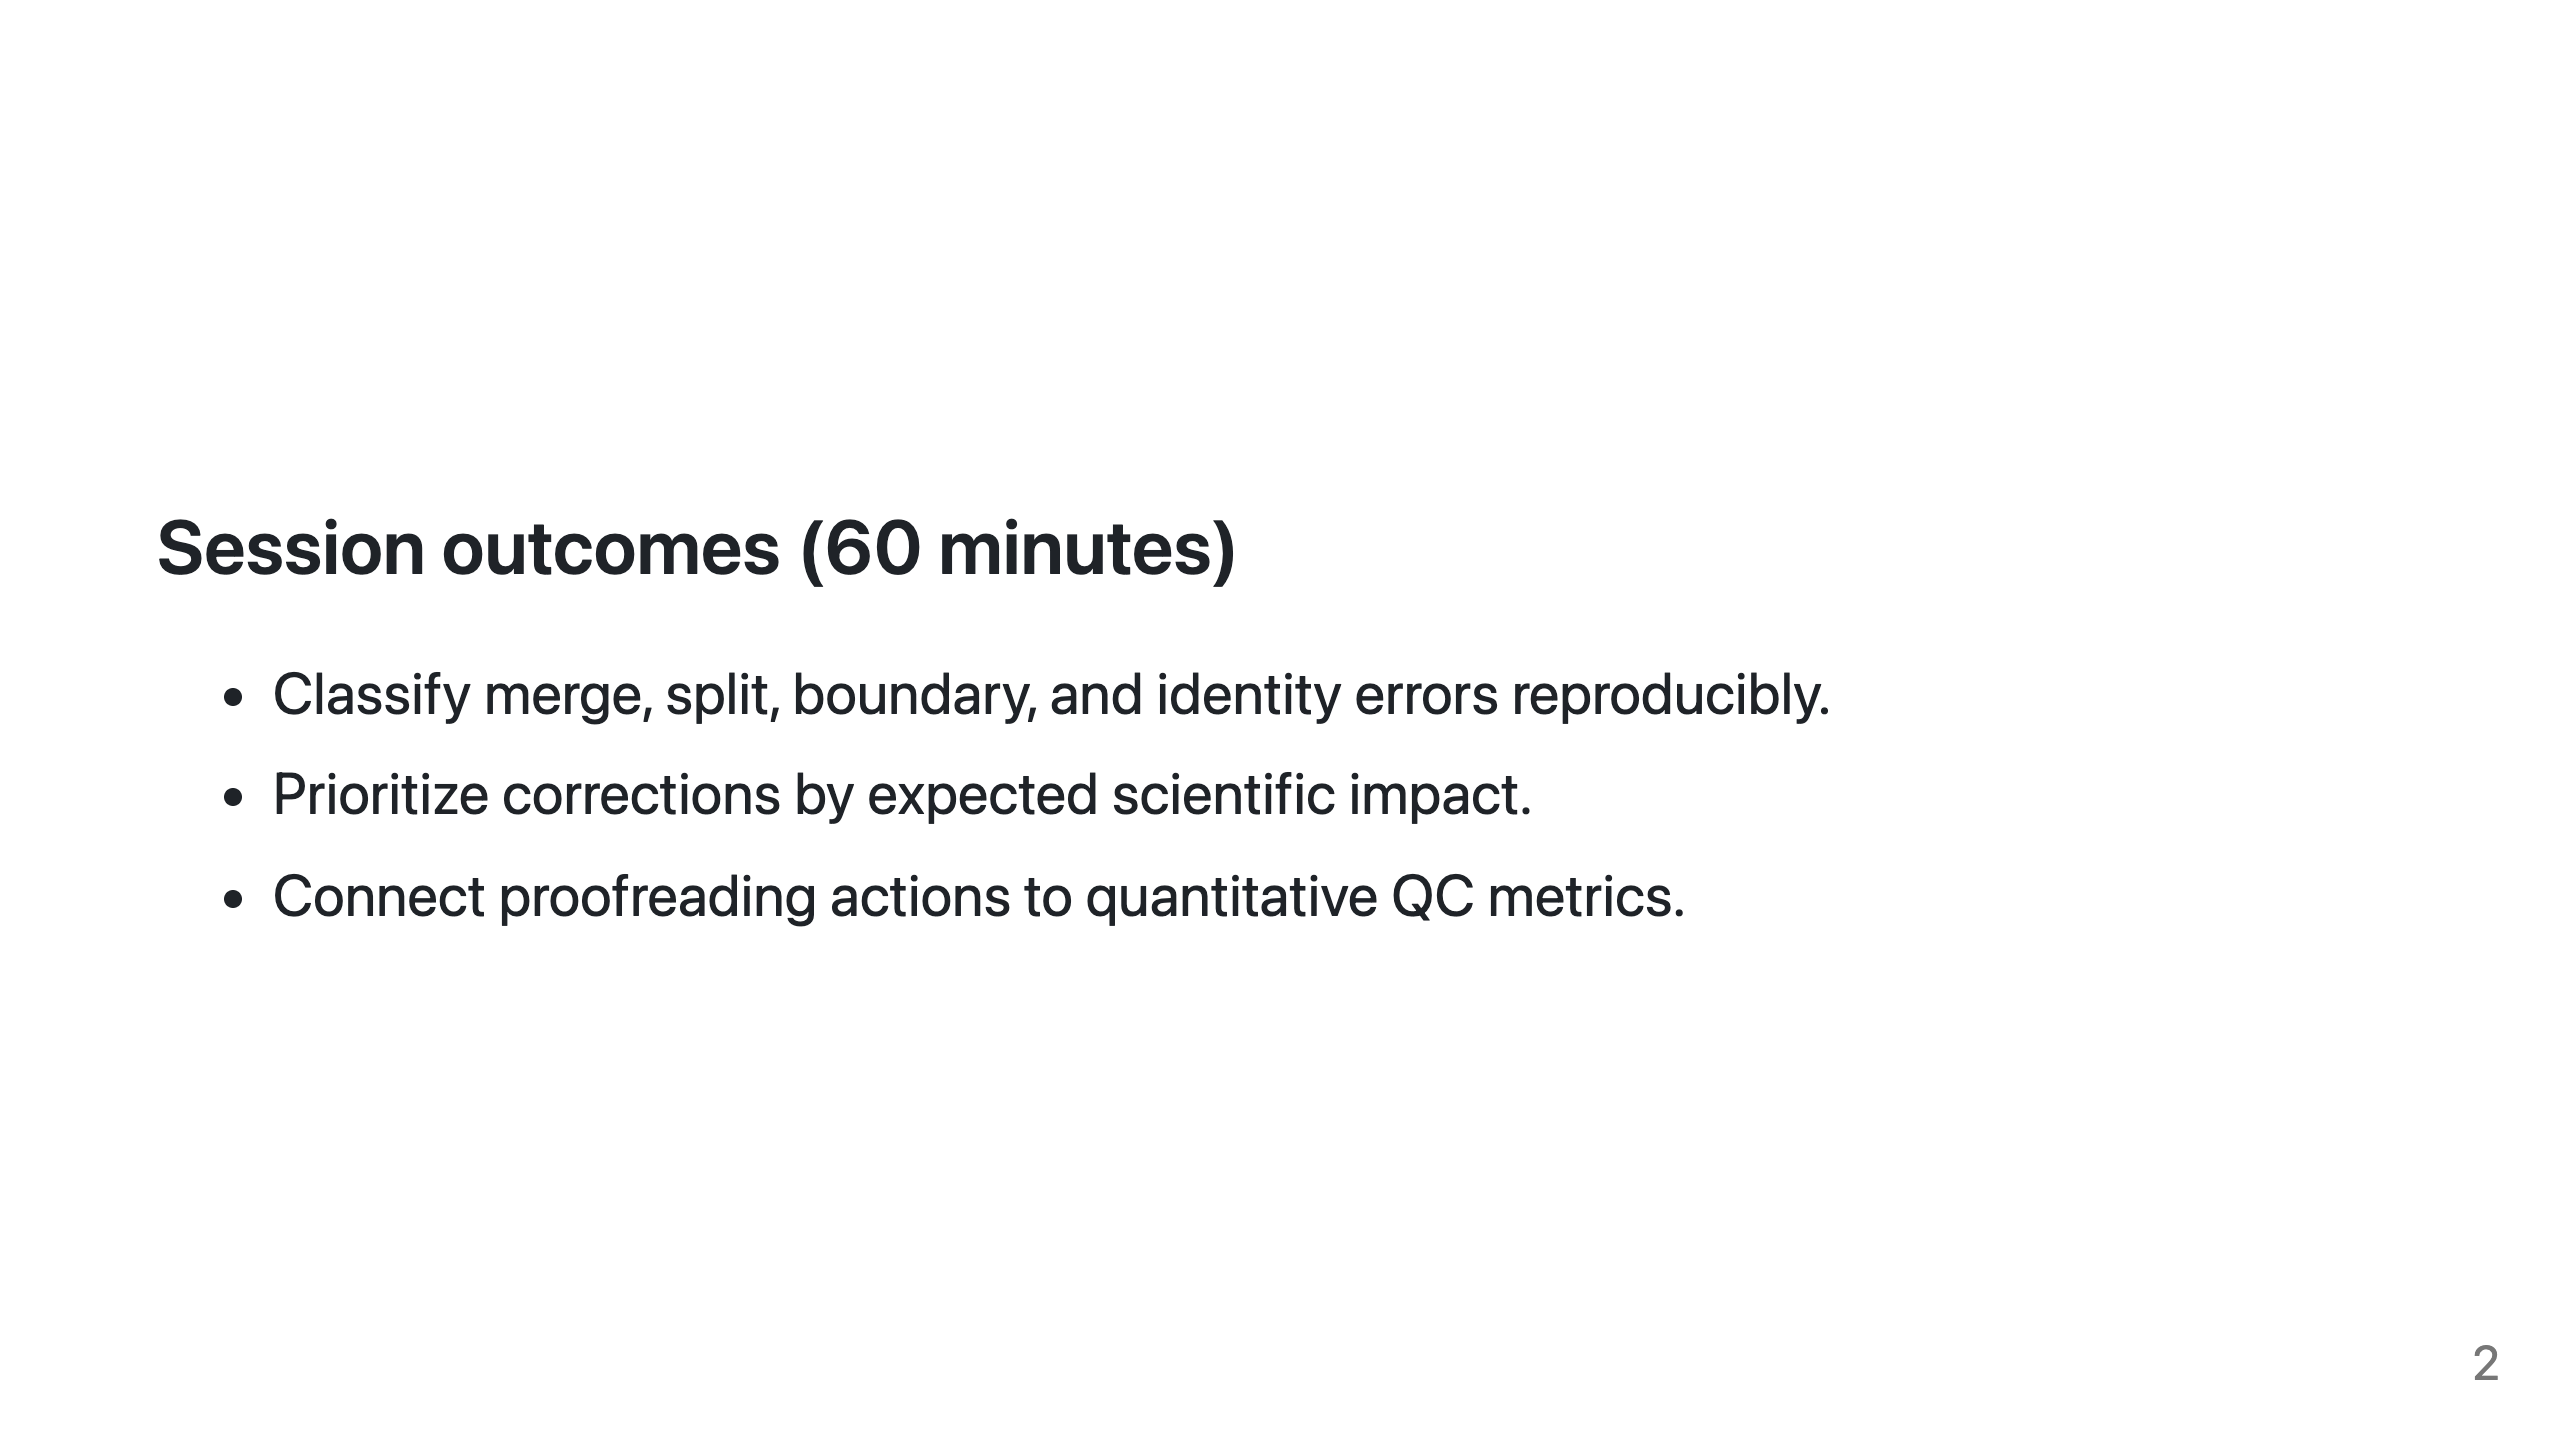 Session outcomes (60 minutes)
• Classify merge, split, boundary, and identity errors reproducibly.
• Prioritize corrections by expected scientific impact.
• Connect proofreading actions to quantitative QC metrics.
2